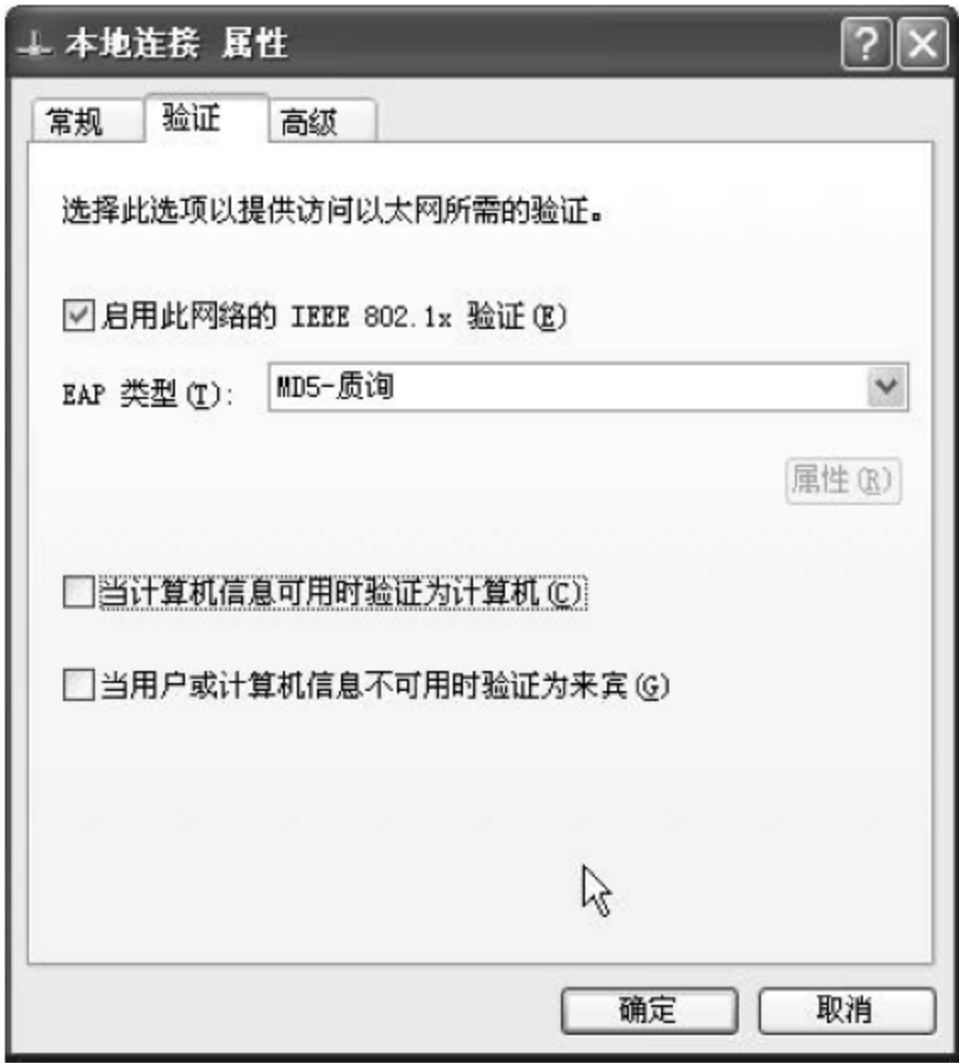 本地连接 属性
常规 验证 高级
选择此选项以提供访问以太网所需的验证。
启用此网络的 IEEE 802.1x 验证(E)
EAP 类型(T): MD5-质询
属性(R)
当计算机信息可用时验证为计算机(C)
当用户或计算机信息不可用时验证为来宾(G)
确定 取消